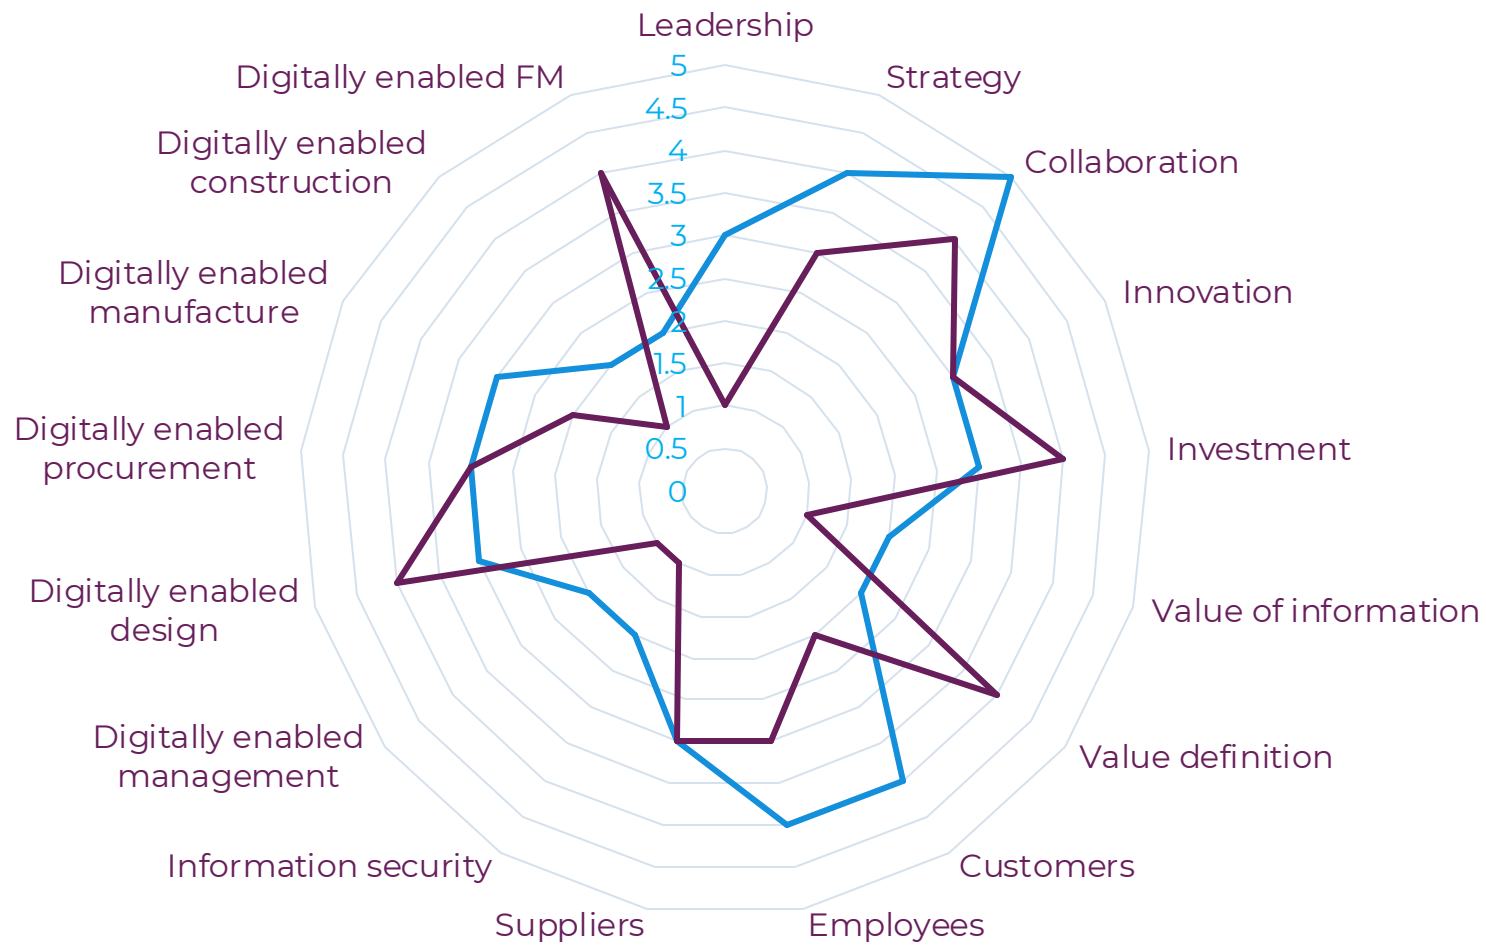 Leadership
Strategy
Collaboration
Innovation
Investment
Value of information
Value definition
Customers
Employees
Suppliers
Information security
Digitally enabled
management
Digitally enabled
design
Digitally enabled
procurement
Digitally enabled
manufacture
Digitally enabled
construction
Digitally enabled FM
5
4.5
4
3.5
3
2.5
2
1.5
1
0.5
0